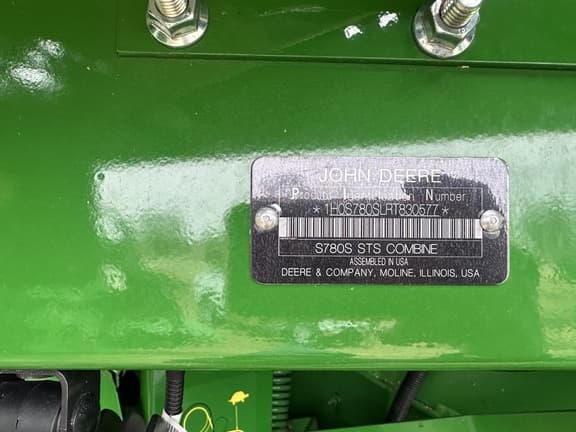 JOHN DEERE
Product Identification Number
*1H0S780SLRT830577*
S780S STS COMBINE
ASSEMBLED IN USA
DEERE & COMPANY, MOLINE, ILLINOIS, USA